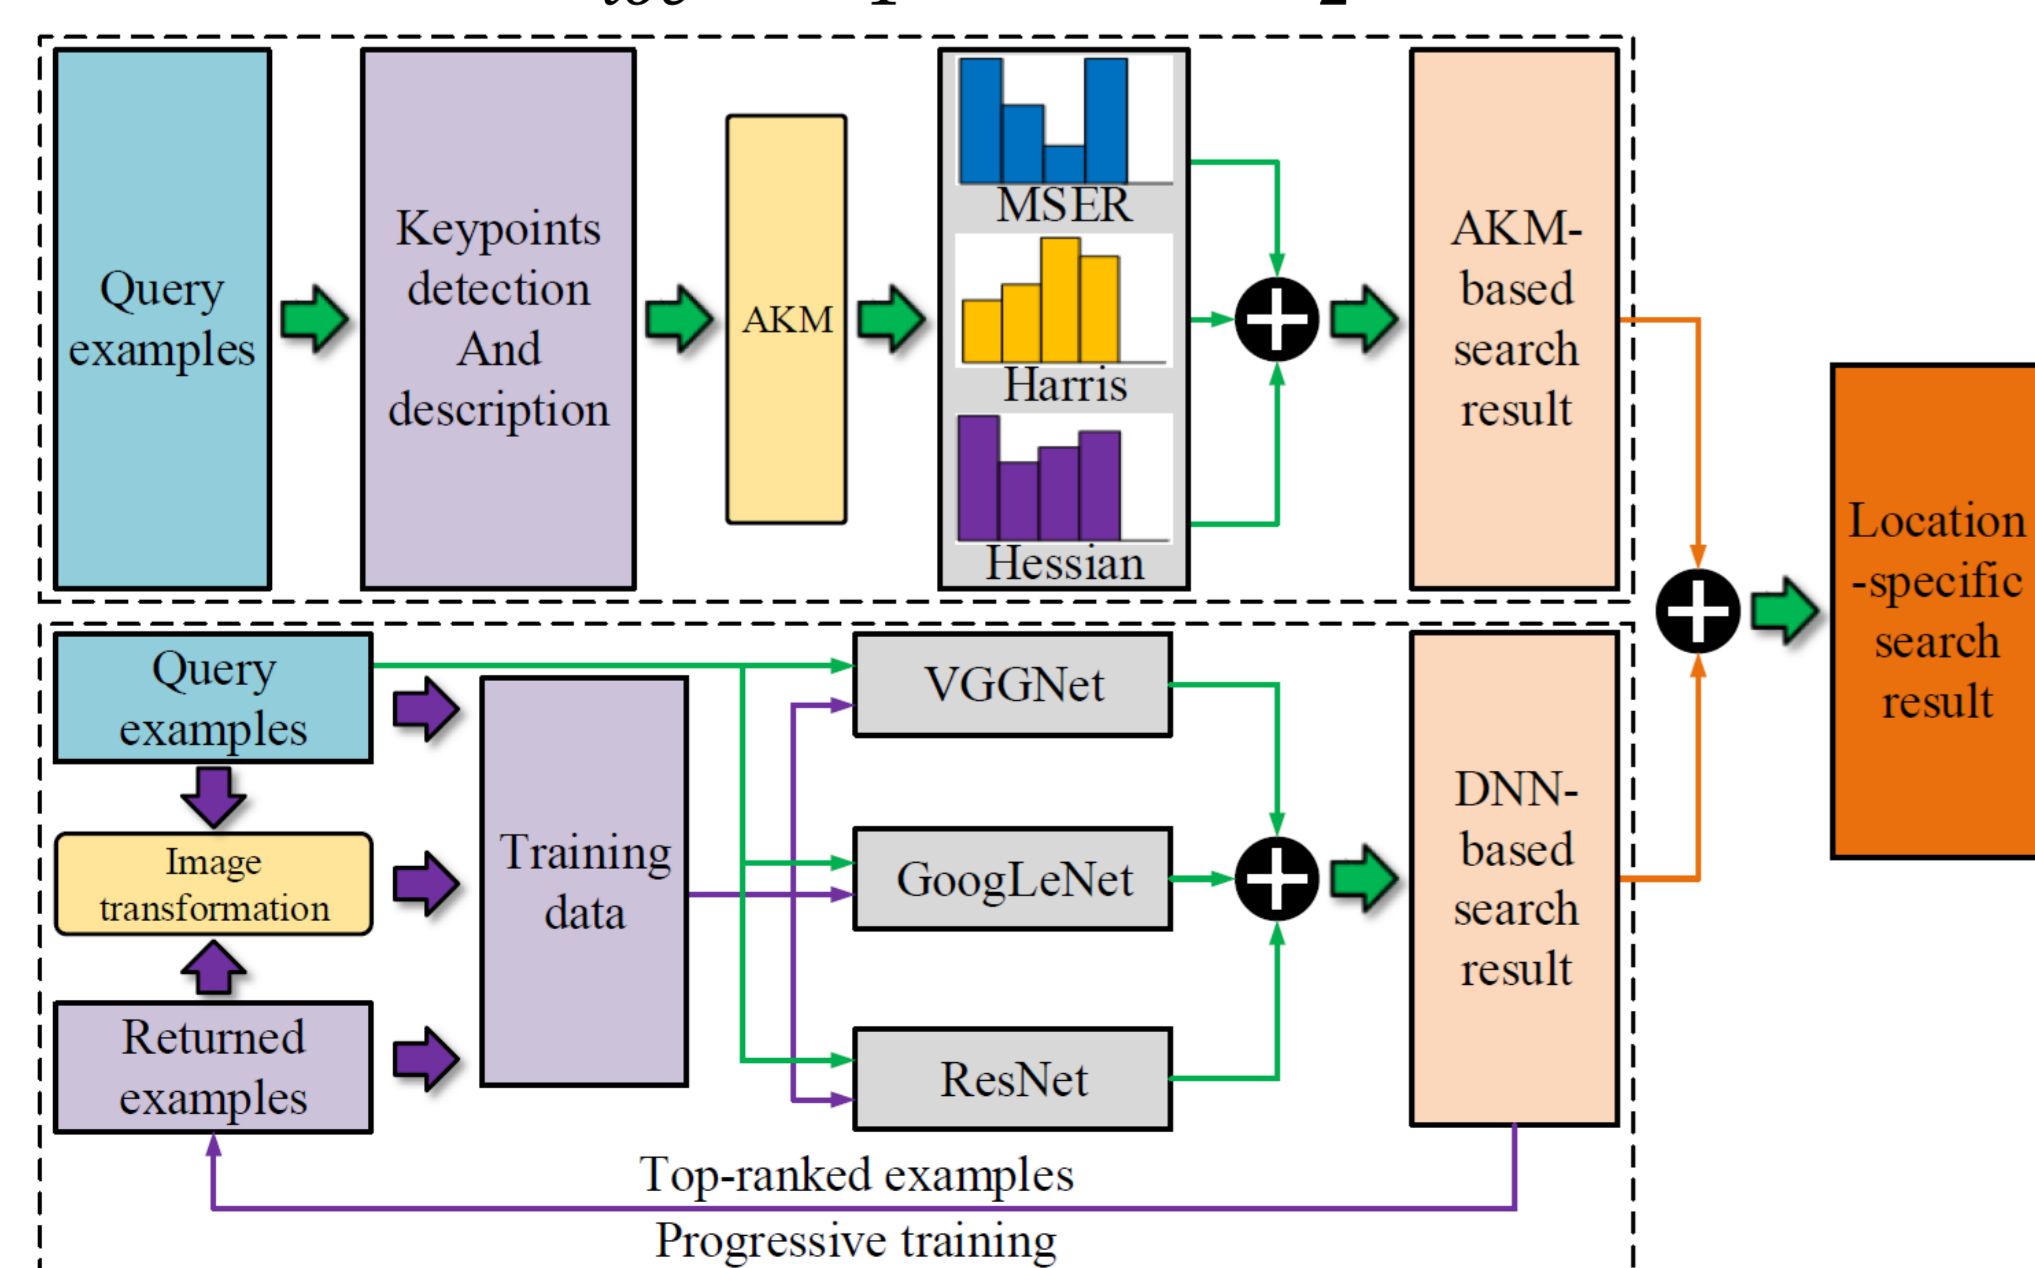 Query
examples
Keypoints
detection
And
description
AKM
MSER
Harris
Hessian
AKM-
based
search
result
Location
-specific
search
result
Query
examples
Image
transformation
Returned
examples
Training
data
VGGNet
GoogLeNet
ResNet
DNN-
based
search
result
Top-ranked examples
Progressive training